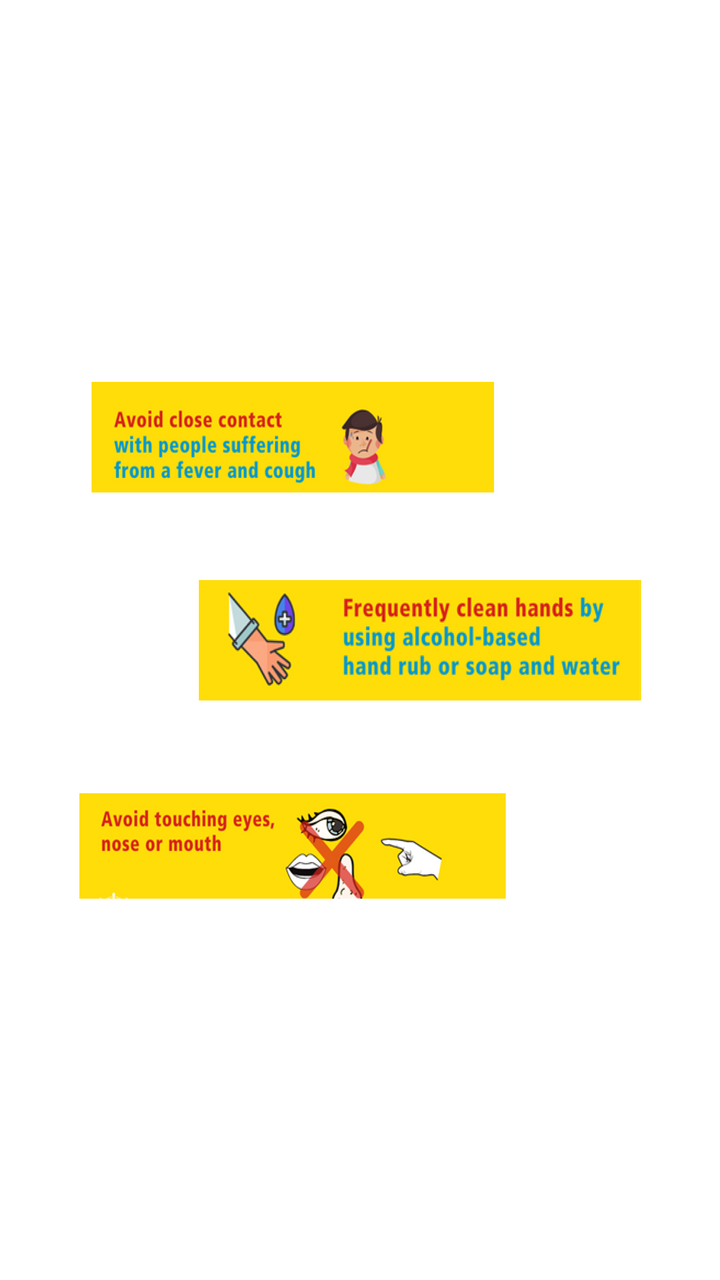 Avoid close contact
with people suffering
from a fever and cough
Frequently clean hands by
using alcohol-based
hand rub or soap and water
Avoid touching eyes,
nose or mouth